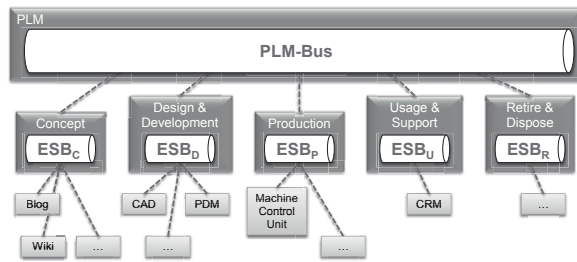 PLM
PLM-Bus
Concept
ESBC
Design &
Development
ESBD
Production
ESBP
Usage &
Support
ESBU
Retire &
Dispose
ESBR
Blog
Wiki
...
CAD
PDM
...
Machine
Control
Unit
...
CRM
...